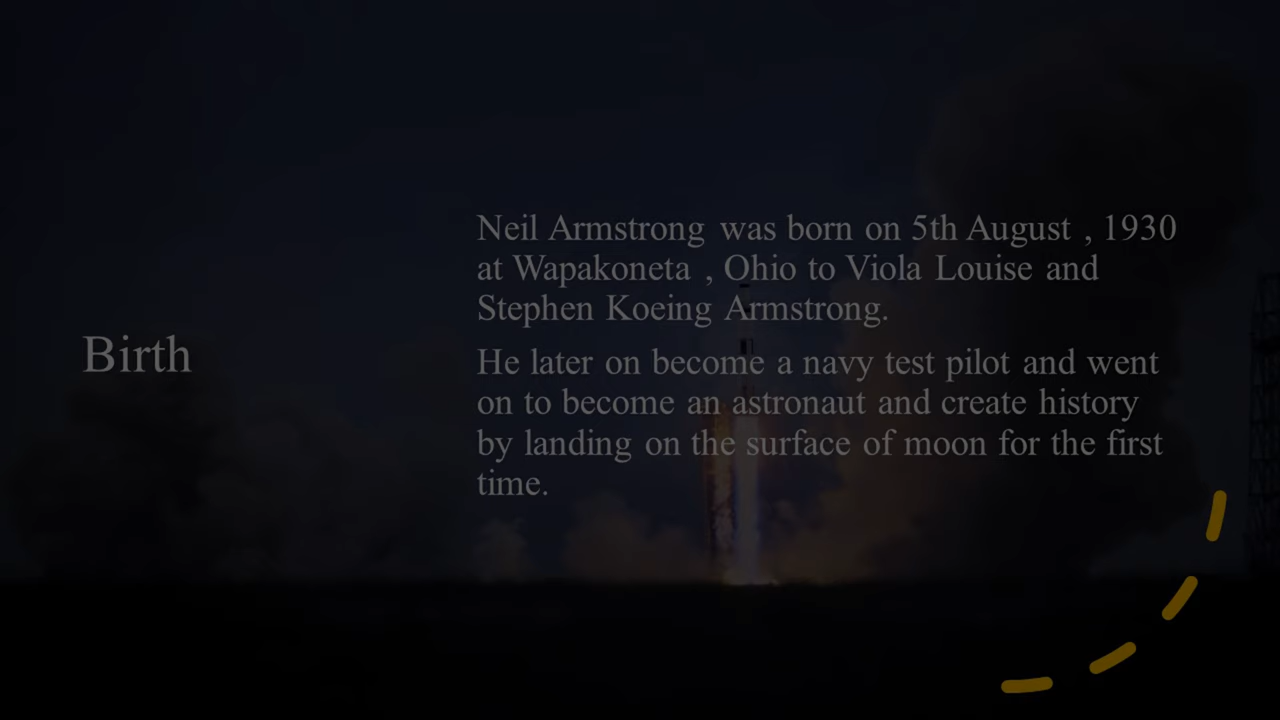 Birth
Neil Armstrong was born on 5th August , 1930
at Wapakoneta , Ohio to Viola Louise and
Stephen Koeing Armstrong.
He later on become a navy test pilot and went
on to become an astronaut and create history
by landing on the surface of moon for the first
time.